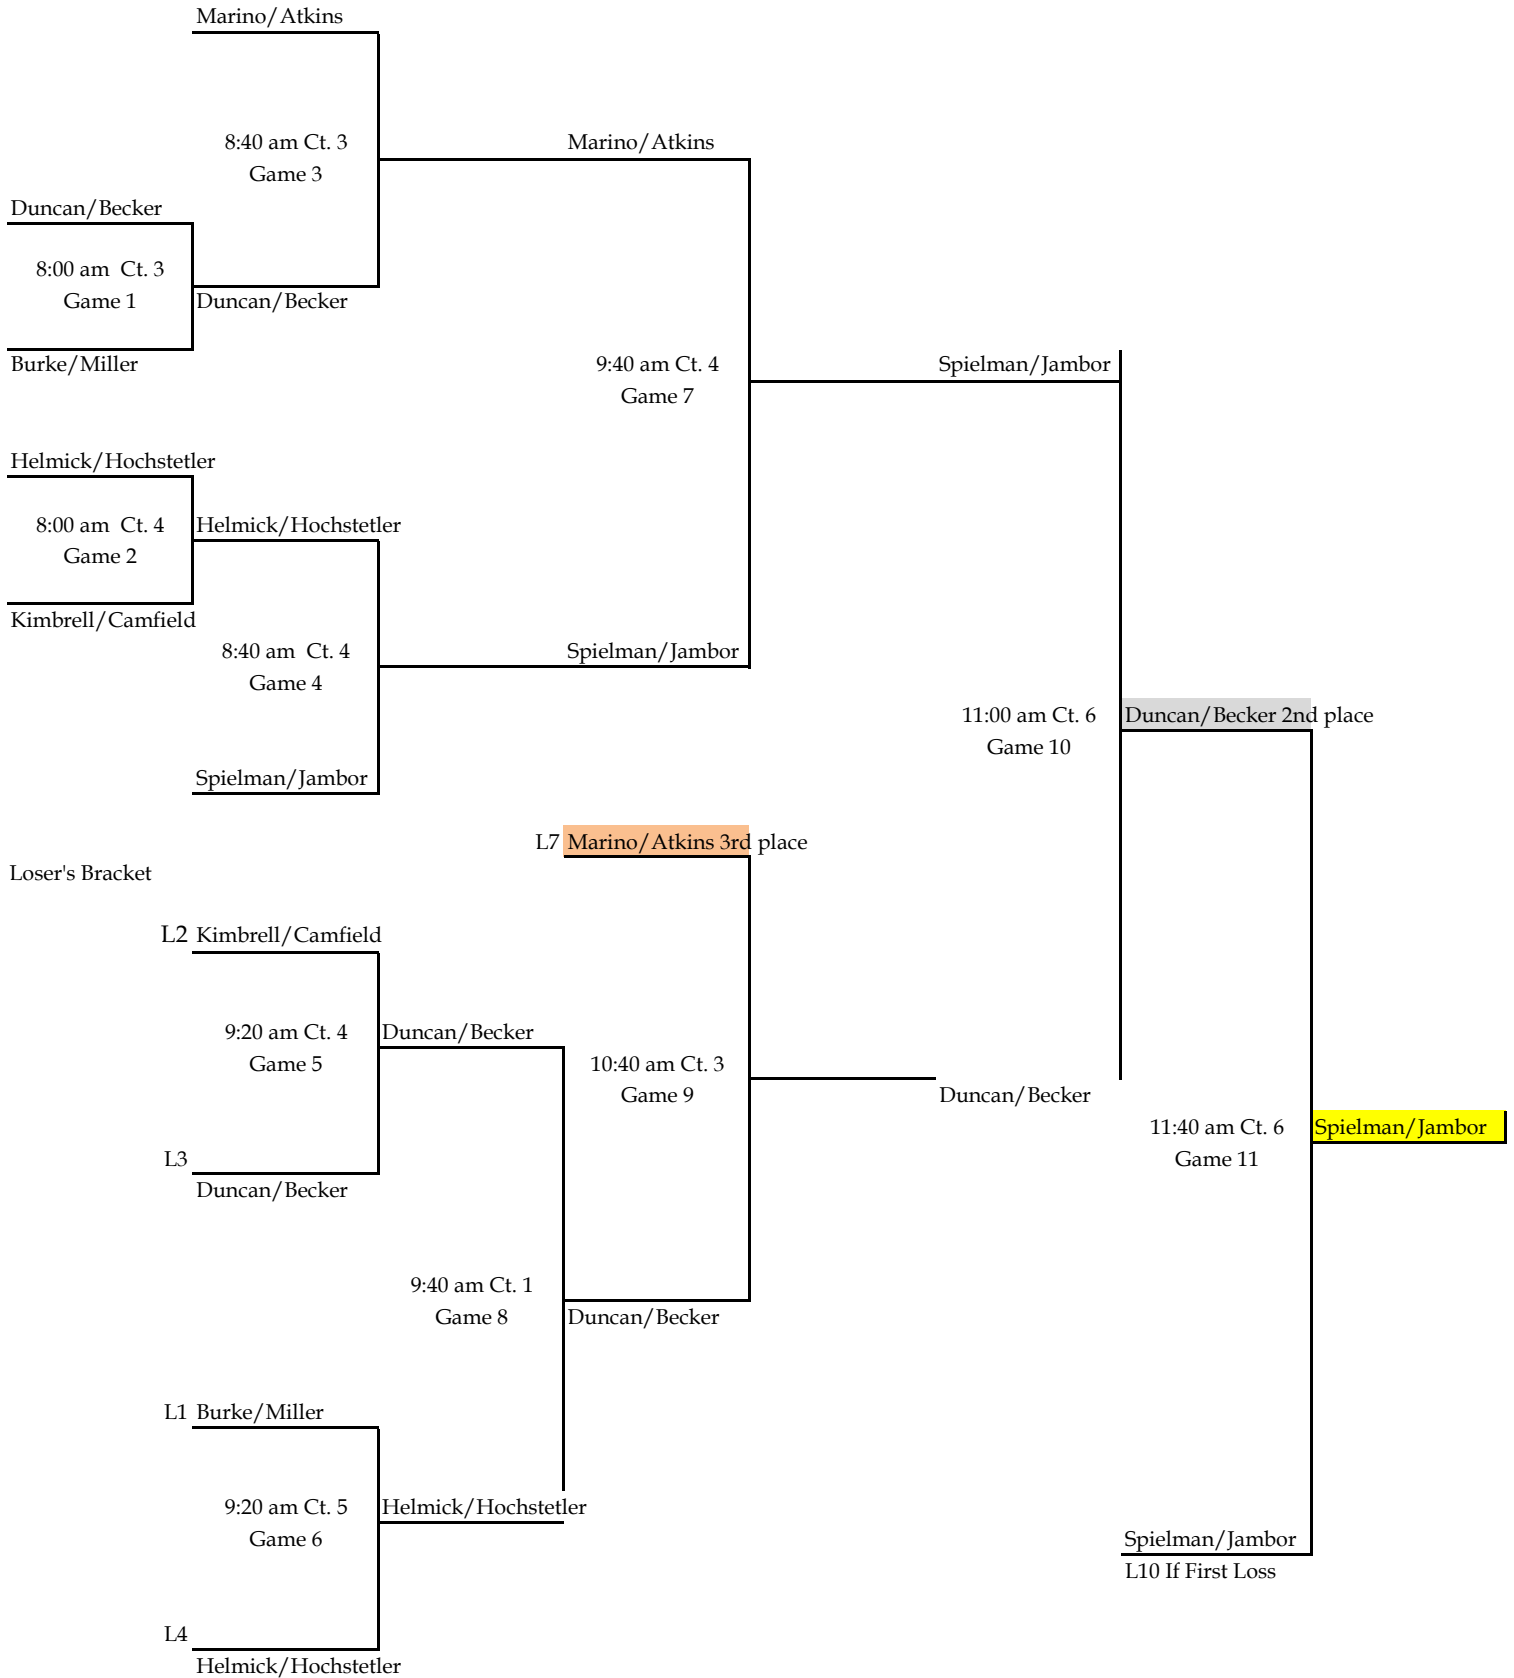 Marino/Atkins
8:40 am Ct. 3
Game 3
Marino/Atkins
Duncan/Becker
8:00 am  Ct. 3
Game 1
Duncan/Becker
Burke/Miller
9:40 am Ct. 4
Game 7
Spielman/Jambor
Helmick/Hochstetler
8:00 am  Ct. 4
Game 2
Helmick/Hochstetler
Kimbrell/Camfield
8:40 am  Ct. 4
Game 4
Spielman/Jambor
11:00 am Ct. 6
Game 10
Duncan/Becker 2nd place
Spielman/Jambor
L7 Marino/Atkins 3rd place
Loser's Bracket
L2 Kimbrell/Camfield
9:20 am Ct. 4
Game 5
Duncan/Becker
10:40 am Ct. 3
Game 9
Duncan/Becker
11:40 am Ct. 6
Game 11
Spielman/Jambor
L3
Duncan/Becker
9:40 am Ct. 1
Game 8
Duncan/Becker
L1 Burke/Miller
9:20 am Ct. 5
Game 6
Helmick/Hochstetler
Spielman/Jambor
L10 If First Loss
L4
Helmick/Hochstetler